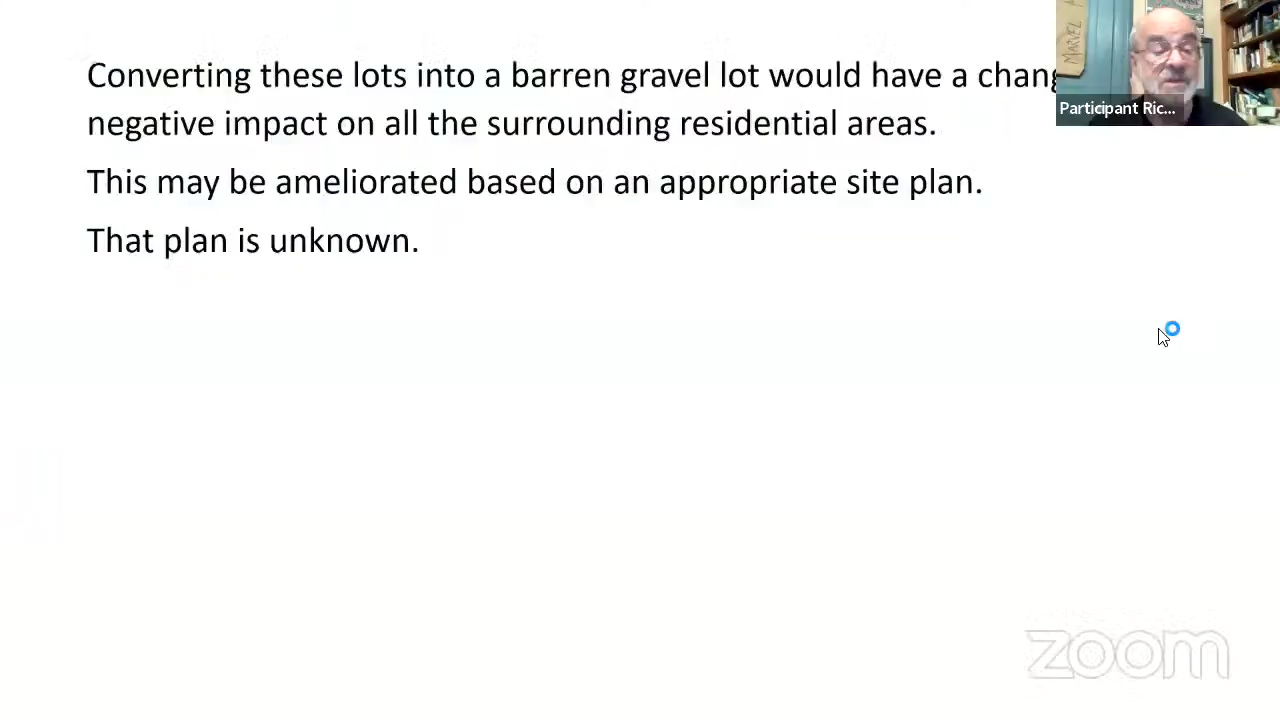 Converting these lots into a barren gravel lot would have a chang
negative impact on all the surrounding residential areas.
This may be ameliorated based on an appropriate site plan.
That plan is unknown.
MARVEL
Participant Ric...
zoom